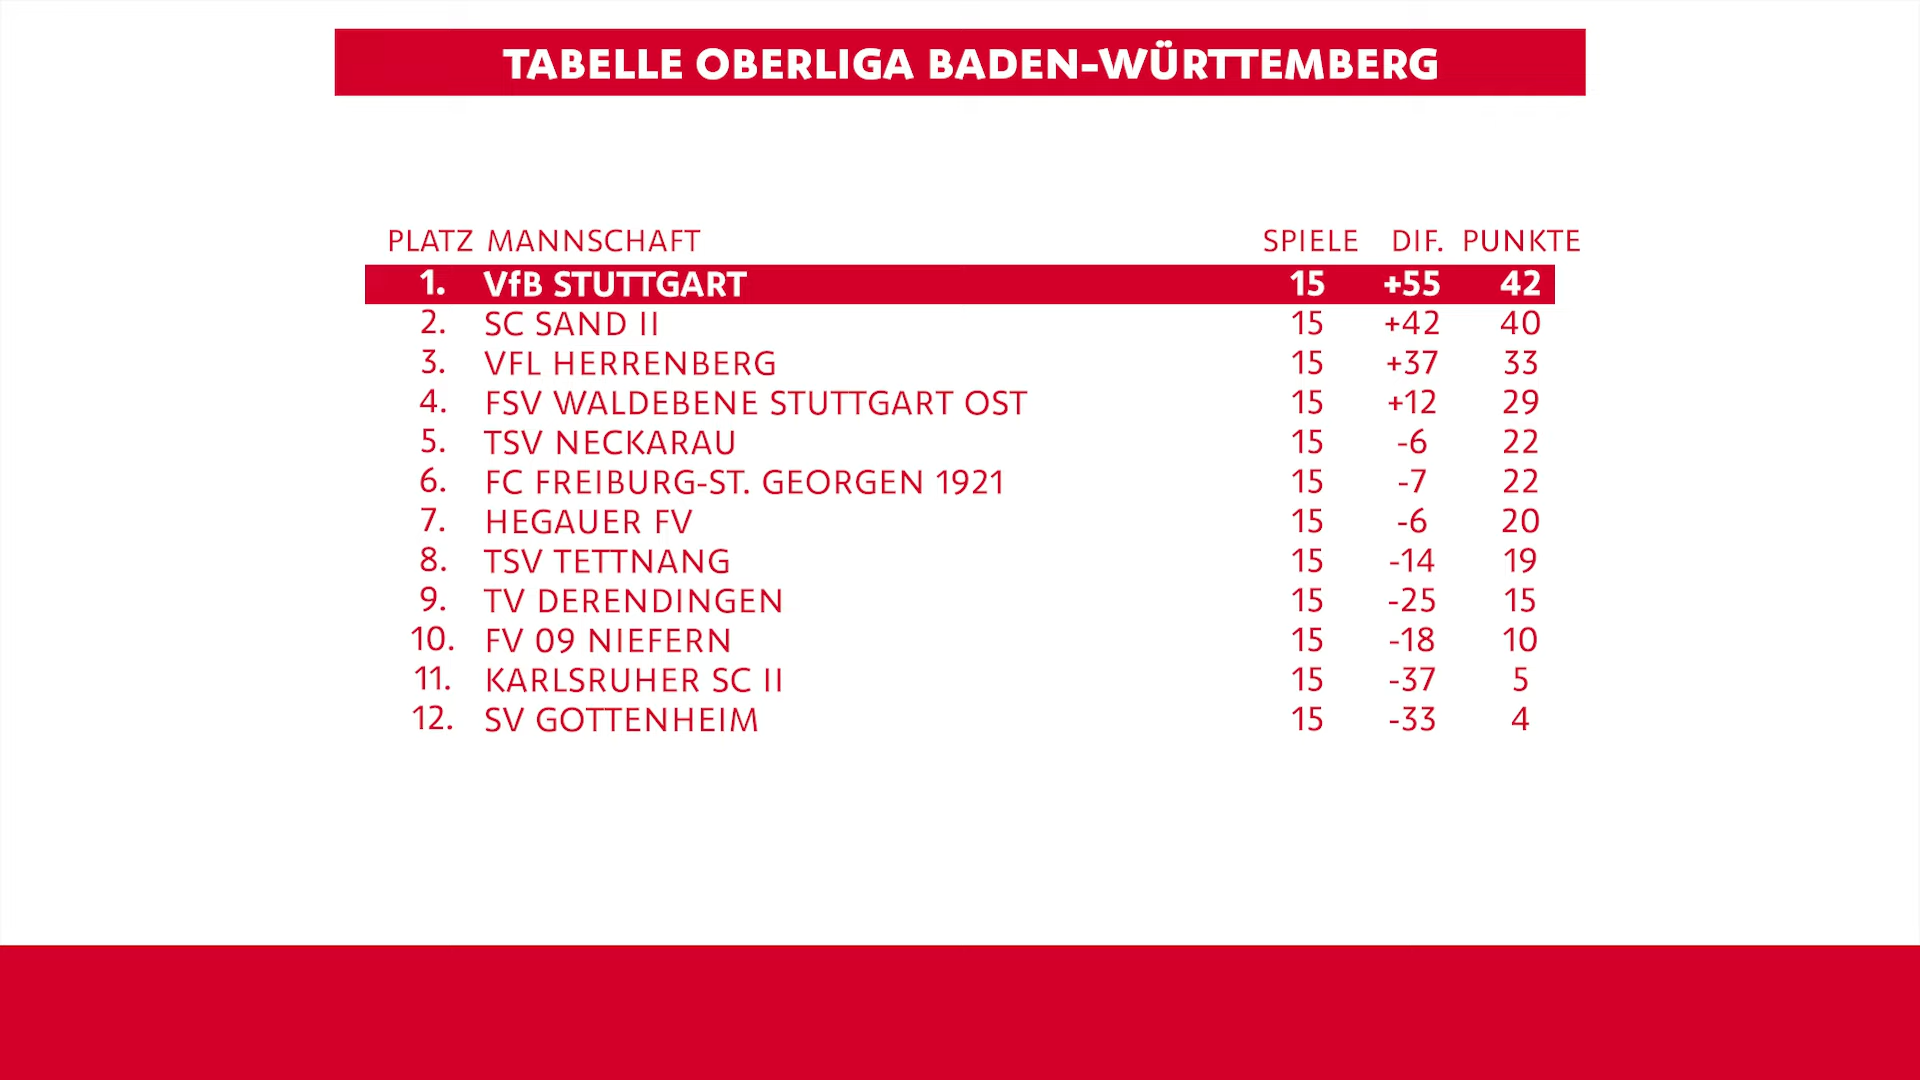 TABELLE OBERLIGA BADEN-WÜRTTEMBERG
PLATZ MANNSCHAFT SPIELE DIF. PUNKTE
1. VfB STUTTGART 15 +55 42
2. SC SAND II 15 +42 40
3. VFL HERRENBERG 15 +37 33
4. FSV WALDEBENE STUTTGART OST 15 +12 29
5. TSV NECKARAU 15 -6 22
6. FC FREIBURG-ST. GEORGEN 1921 15 -7 22
7. HEGAUER FV 15 -6 20
8. TSV TETTNANG 15 -14 19
9. TV DERENDINGEN 15 -25 15
10. FV 09 NIEFERN 15 -18 10
11. KARLSRUHER SC II 15 -37 5
12. SV GOTTENHEIM 15 -33 4